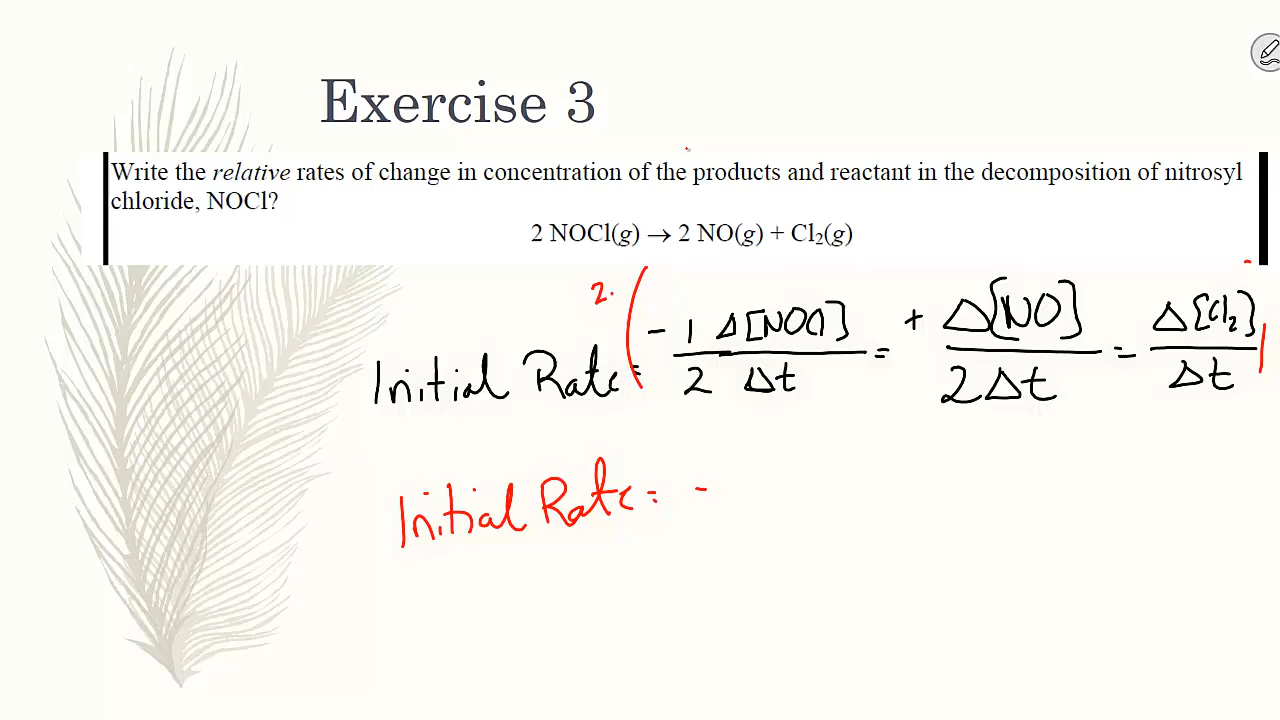 Exercise 3
Write the relative rates of change in concentration of the products and reactant in the decomposition of nitrosyl
chloride, NOCl?
2 NOCl(g) → 2 NO(g) + Cl₂(g)
2.
Initial Rate = ( - 1/2 Δ[NOCl]/Δt = + Δ[NO]/2Δt = Δ[Cl₂]/Δt )
Initial Rate = -